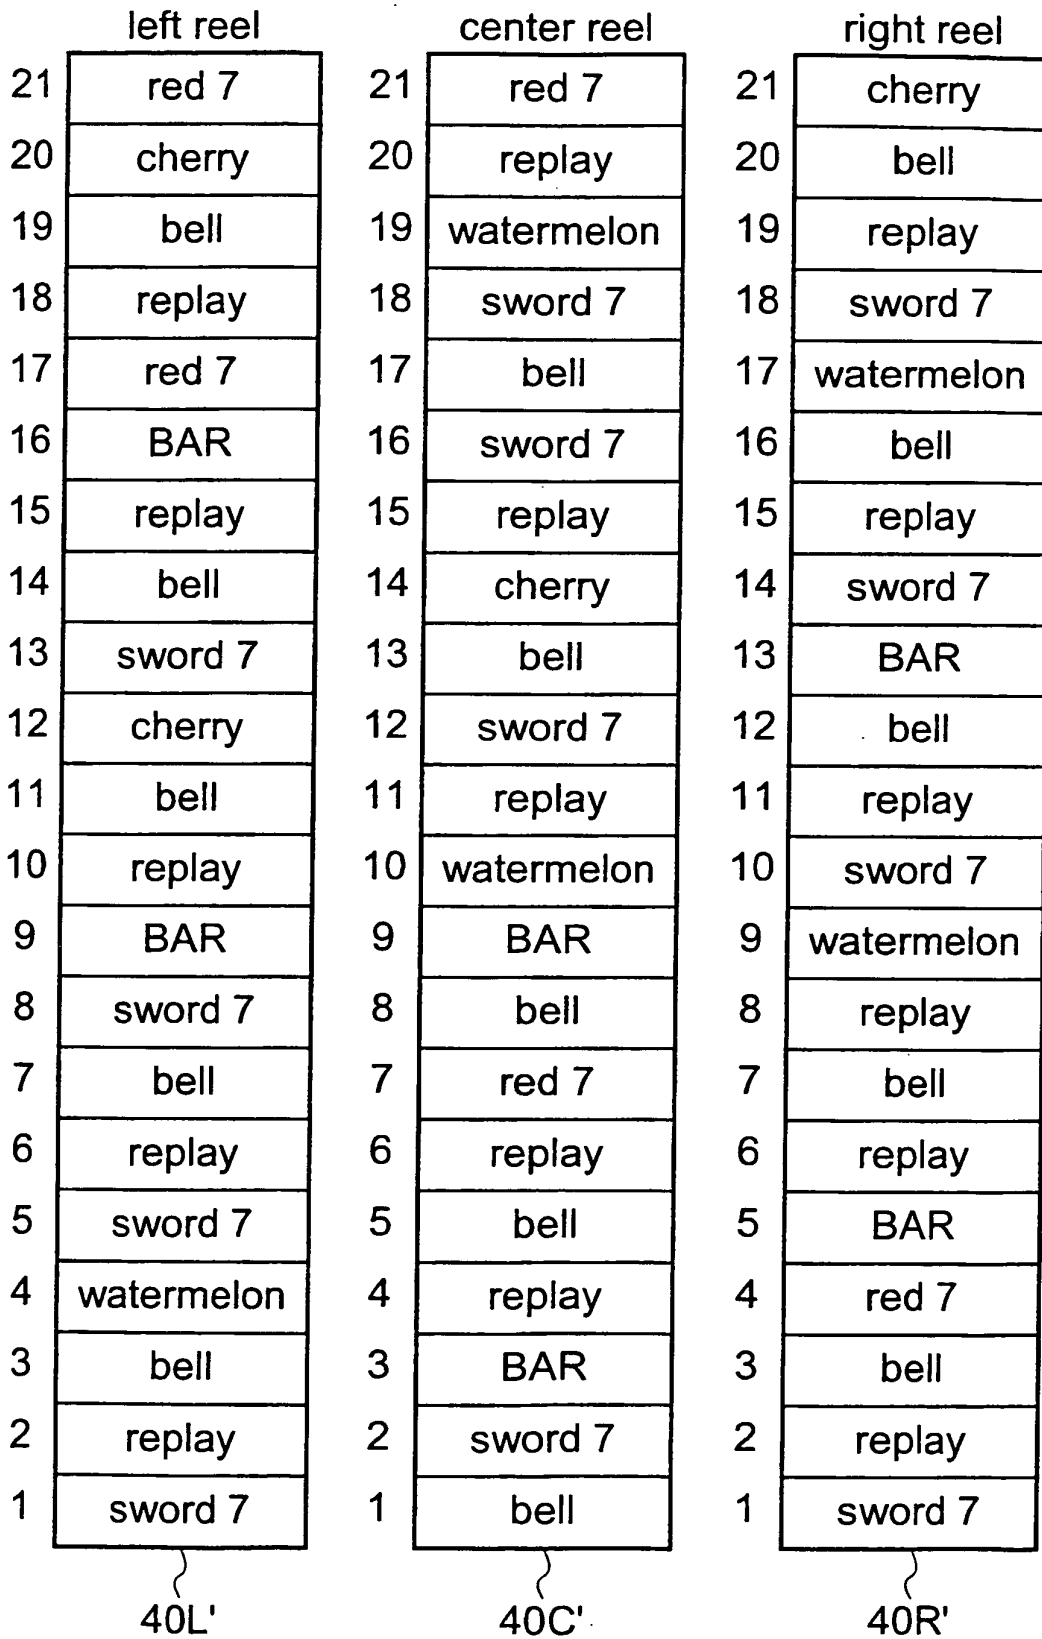 left reel center reel right reel
21 red 7 21 red 7 21 cherry
20 cherry 20 replay 20 bell
19 bell 19 watermelon 19 replay
18 replay 18 sword 7 18 sword 7
17 red 7 17 bell 17 watermelon
16 BAR 16 sword 7 16 bell
15 replay 15 replay 15 replay
14 bell 14 cherry 14 sword 7
13 sword 7 13 bell 13 BAR
12 cherry 12 sword 7 12 bell
11 bell 11 replay 11 replay
10 replay 10 watermelon 10 sword 7
9 BAR 9 BAR 9 watermelon
8 sword 7 8 bell 8 replay
7 bell 7 red 7 7 bell
6 replay 6 replay 6 replay
5 sword 7 5 bell 5 BAR
4 watermelon 4 replay 4 red 7
3 bell 3 BAR 3 bell
2 replay 2 sword 7 2 replay
1 sword 7 1 bell 1 sword 7
40L' 40C' 40R'